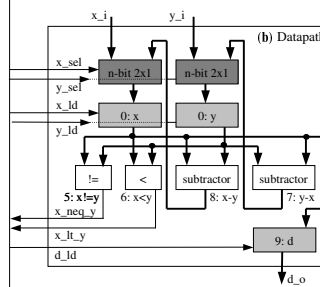 x_i y_i
(b) Datapath
x_sel
n-bit 2x1 n-bit 2x1
y_sel
x_ld
0: x 0: y
y_ld
!= < subtractor subtractor
5: x!=y 6: x<y 8: x-y 7: y-x
x_neq_y
x_lt_y
9: d
d_ld
d_o